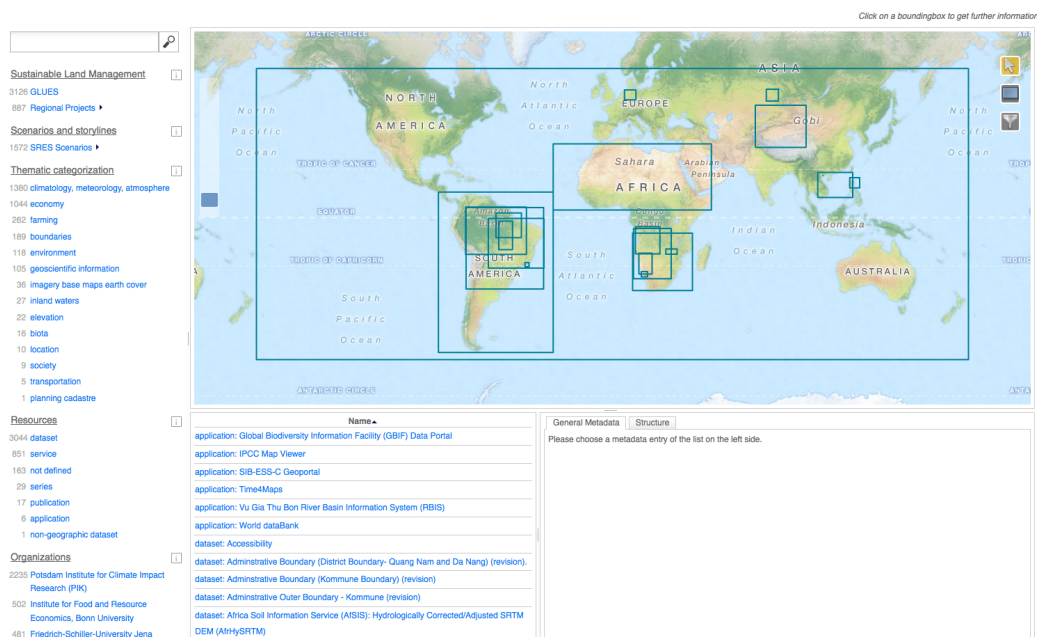 Click on a boundingbox to get further information
Sustainable Land Management
i
3126 GLUES
887 Regional Projects
Scenarios and storylines
i
1572 SRES Scenarios
Thematic categorization
i
1380 climatology, meteorology, atmosphere
1044 economy
262 farming
189 boundaries
118 environment
105 geoscientific information
36 imagery base maps earth cover
27 inland waters
22 elevation
16 biota
10 location
9 society
5 transportation
1 planning cadastre
Resources
i
3044 dataset
851 service
163 not defined
29 series
17 publication
6 application
1 non-geographic dataset
Organizations
i
2235 Potsdam Institute for Climate Impact
Research (PIK)
502 Institute for Food and Resource
Economics, Bonn University
481 Friedrich-Schiller-University Jena
ARCTIC CIRCLE
ASIA
NORTH
AMERICA
North
Atlantic
Ocean
EUROPE
Gobi
North
Pacific
Ocean
North
Pacific
Ocean
TROPIC OF CANCER
Sahara
Arabian
Peninsula
AFRICA
TROP
EQUATOR
Amazon
Congo
Basin
Indian
Ocean
Indonesia
SOUTH
AMERICA
South
Atlantic
Ocean
TROPIC OF CAPRICORN
TROPIC
AUSTRALIA
A
South
Pacific
Ocean
ANTARCTIC CIRCLE
ANTA
Name
application: Global Biodiversity Information Facility (GBIF) Data Portal
application: IPCC Map Viewer
application: SIB-ESS-C Geoportal
application: Time4Maps
application: Vu Gia Thu Bon River Basin Information System (RBIS)
application: World dataBank
dataset: Accessibility
dataset: Adminstrative Boundary (District Boundary- Quang Nam and Da Nang) (revision).
dataset: Adminstrative Boundary (Kommune Boundary) (revision)
dataset: Adminstrative Outer Boundary - Kommune (revision)
dataset: Africa Soil Information Service (AfSIS): Hydrologically Corrected/Adjusted SRTM
DEM (AfrHySRTM)
General Metadata
Structure
Please choose a metadata entry of the list on the left side.